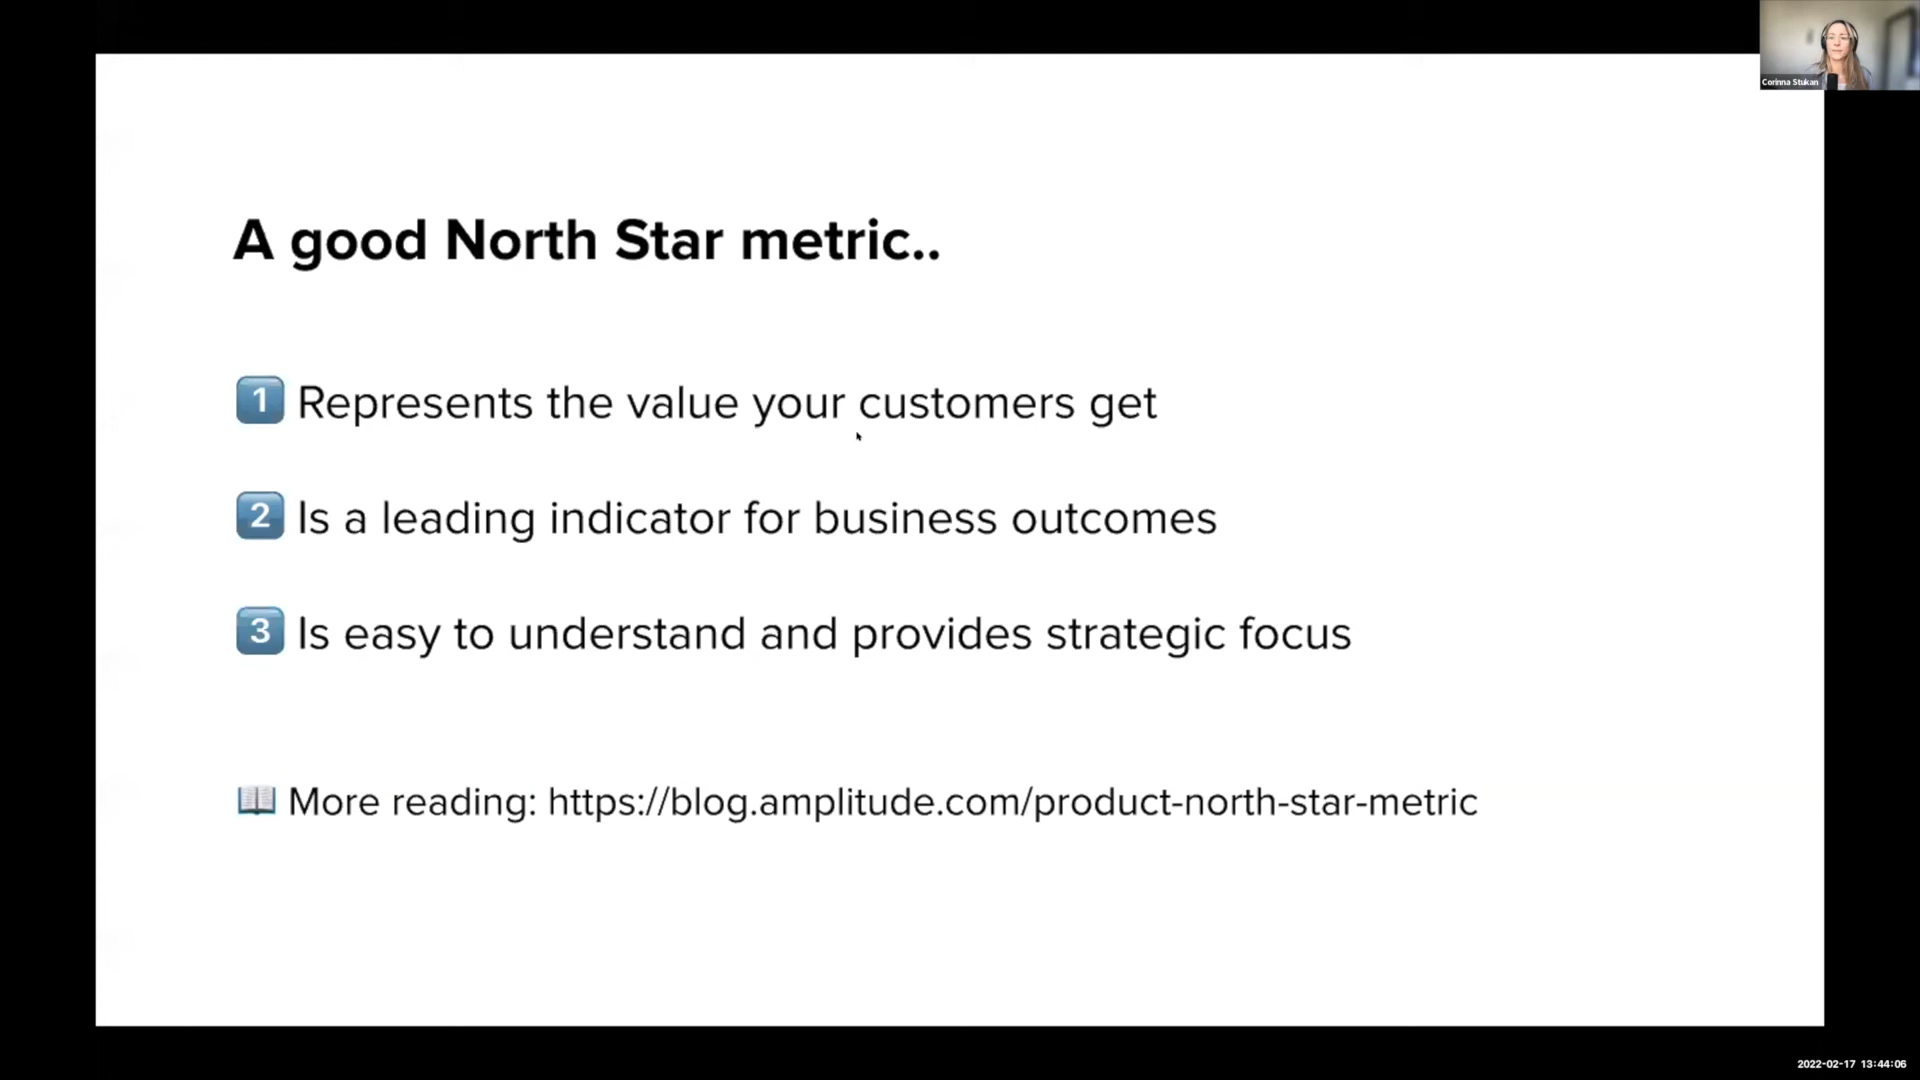 Corinna Stukan
A good North Star metric..
1 Represents the value your customers get
2 Is a leading indicator for business outcomes
3 Is easy to understand and provides strategic focus
📖 More reading: https://blog.amplitude.com/product-north-star-metric
2022-02-17 13:44:06